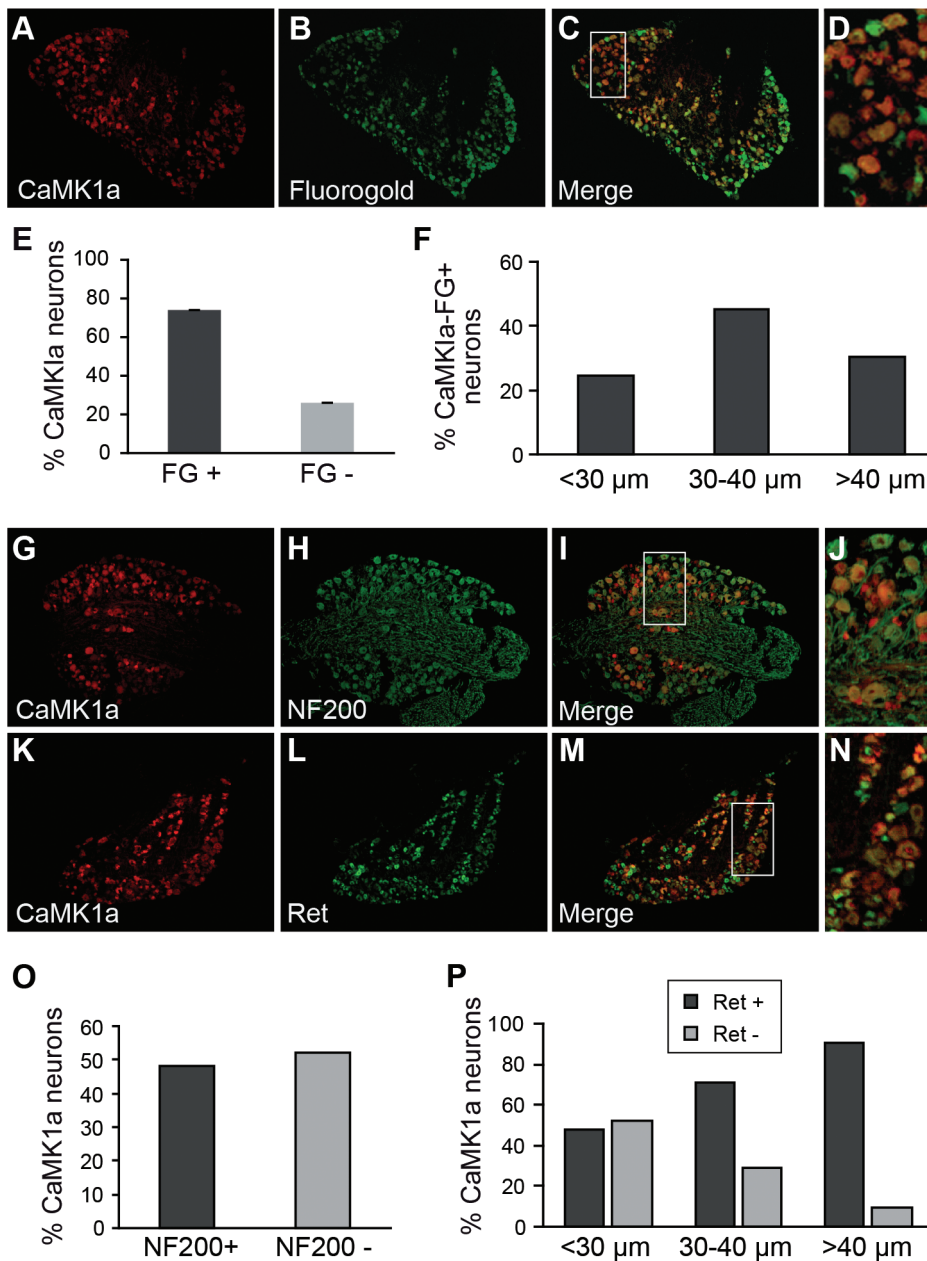 A
B
C
D
CaMK1a
Fluorogold
Merge
E
% CaMKIa neurons
100
80
60
40
20
0
FG +
FG -
F
% CaMKIa-FG+
neurons
60
40
20
0
<30 µm
30-40 µm
>40 µm
G
H
I
J
CaMK1a
NF200
Merge
K
L
M
N
CaMK1a
Ret
Merge
O
% CaMK1a neurons
60
50
40
30
20
10
0
NF200+
NF200 -
P
Ret +
Ret -
% CaMK1a neurons
100
80
60
40
20
0
<30 µm
30-40 µm
>40 µm